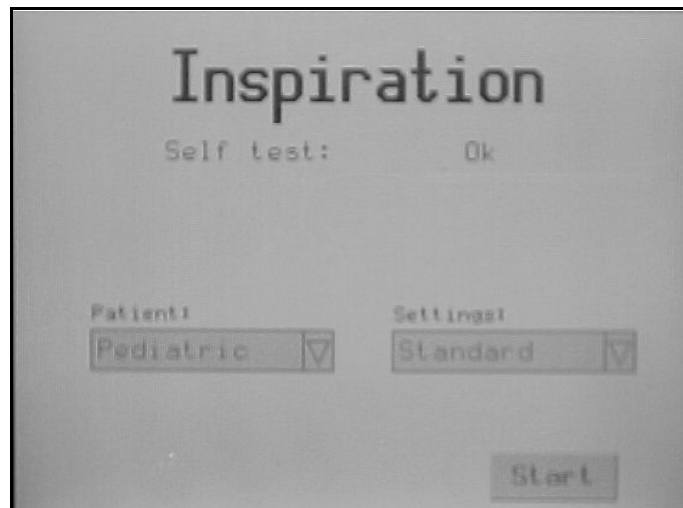 Inspiration
Self test: Ok
Patient: Settings:
Pediatric Standard
Start